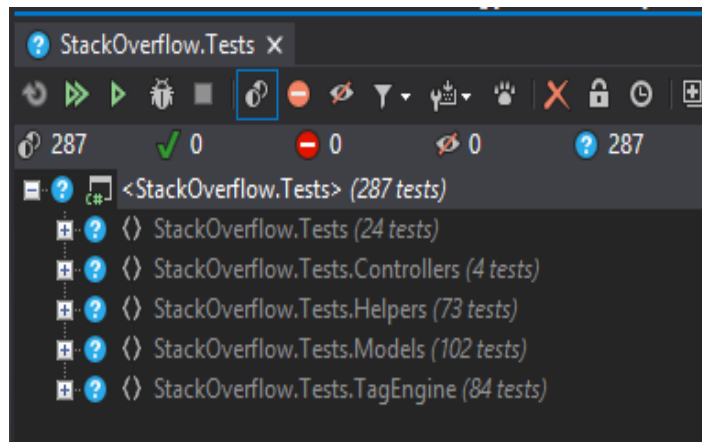 StackOverflow.Tests
287 0 0 0 287
<StackOverflow.Tests> (287 tests)
StackOverflow.Tests (24 tests)
StackOverflow.Tests.Controllers (4 tests)
StackOverflow.Tests.Helpers (73 tests)
StackOverflow.Tests.Models (102 tests)
StackOverflow.Tests.TagEngine (84 tests)